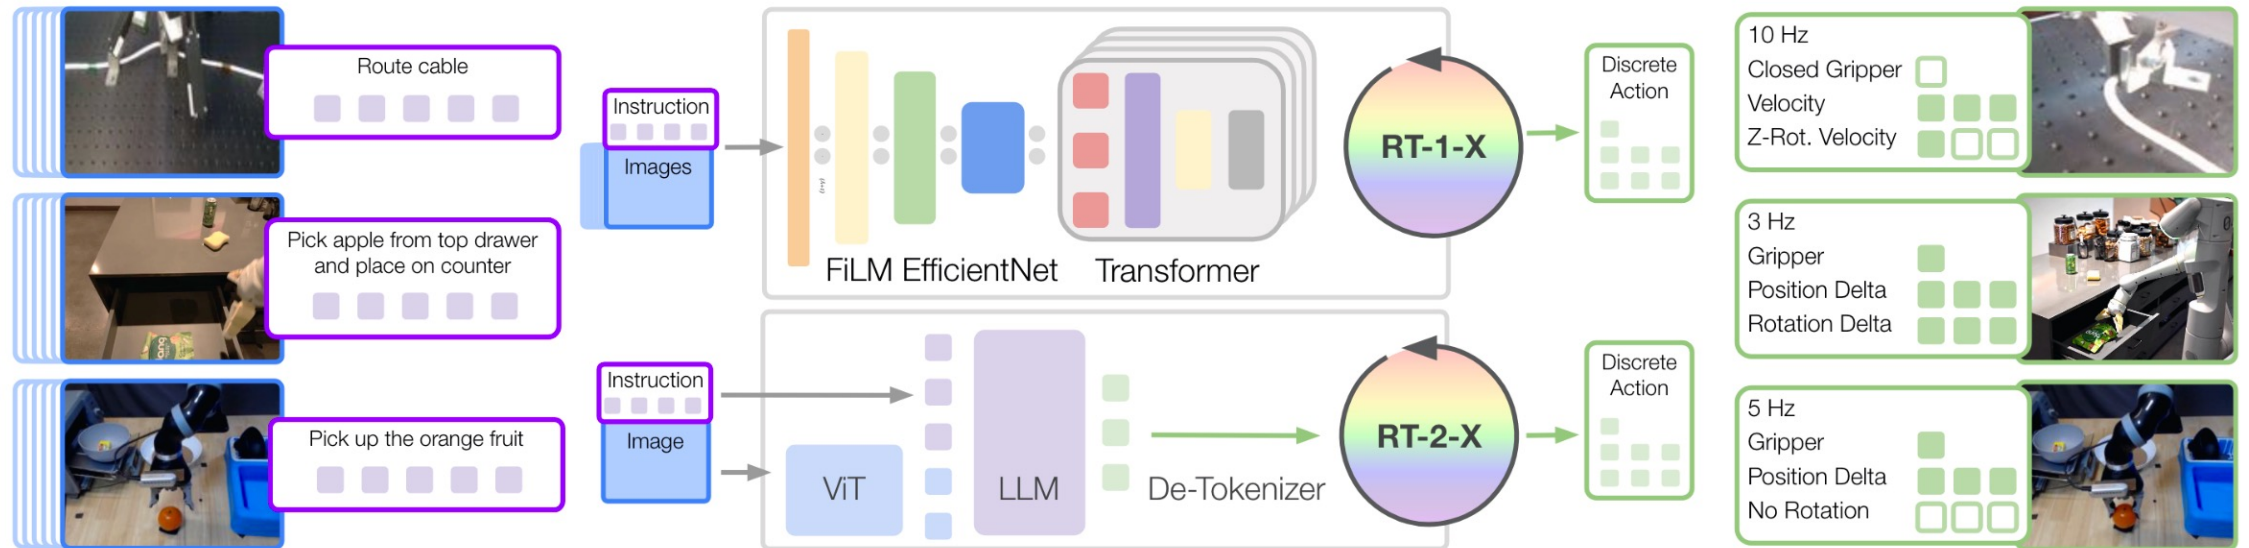 Route cable
Pick apple from top drawer
and place on counter
Pick up the orange fruit
Instruction
Images
FiLM EfficientNet
Transformer
RT-1-X
Discrete
Action
Instruction
Image
ViT
LLM
De-Tokenizer
RT-2-X
Discrete
Action
10 Hz
Closed Gripper
Velocity
Z-Rot. Velocity
3 Hz
Gripper
Position Delta
Rotation Delta
5 Hz
Gripper
Position Delta
No Rotation